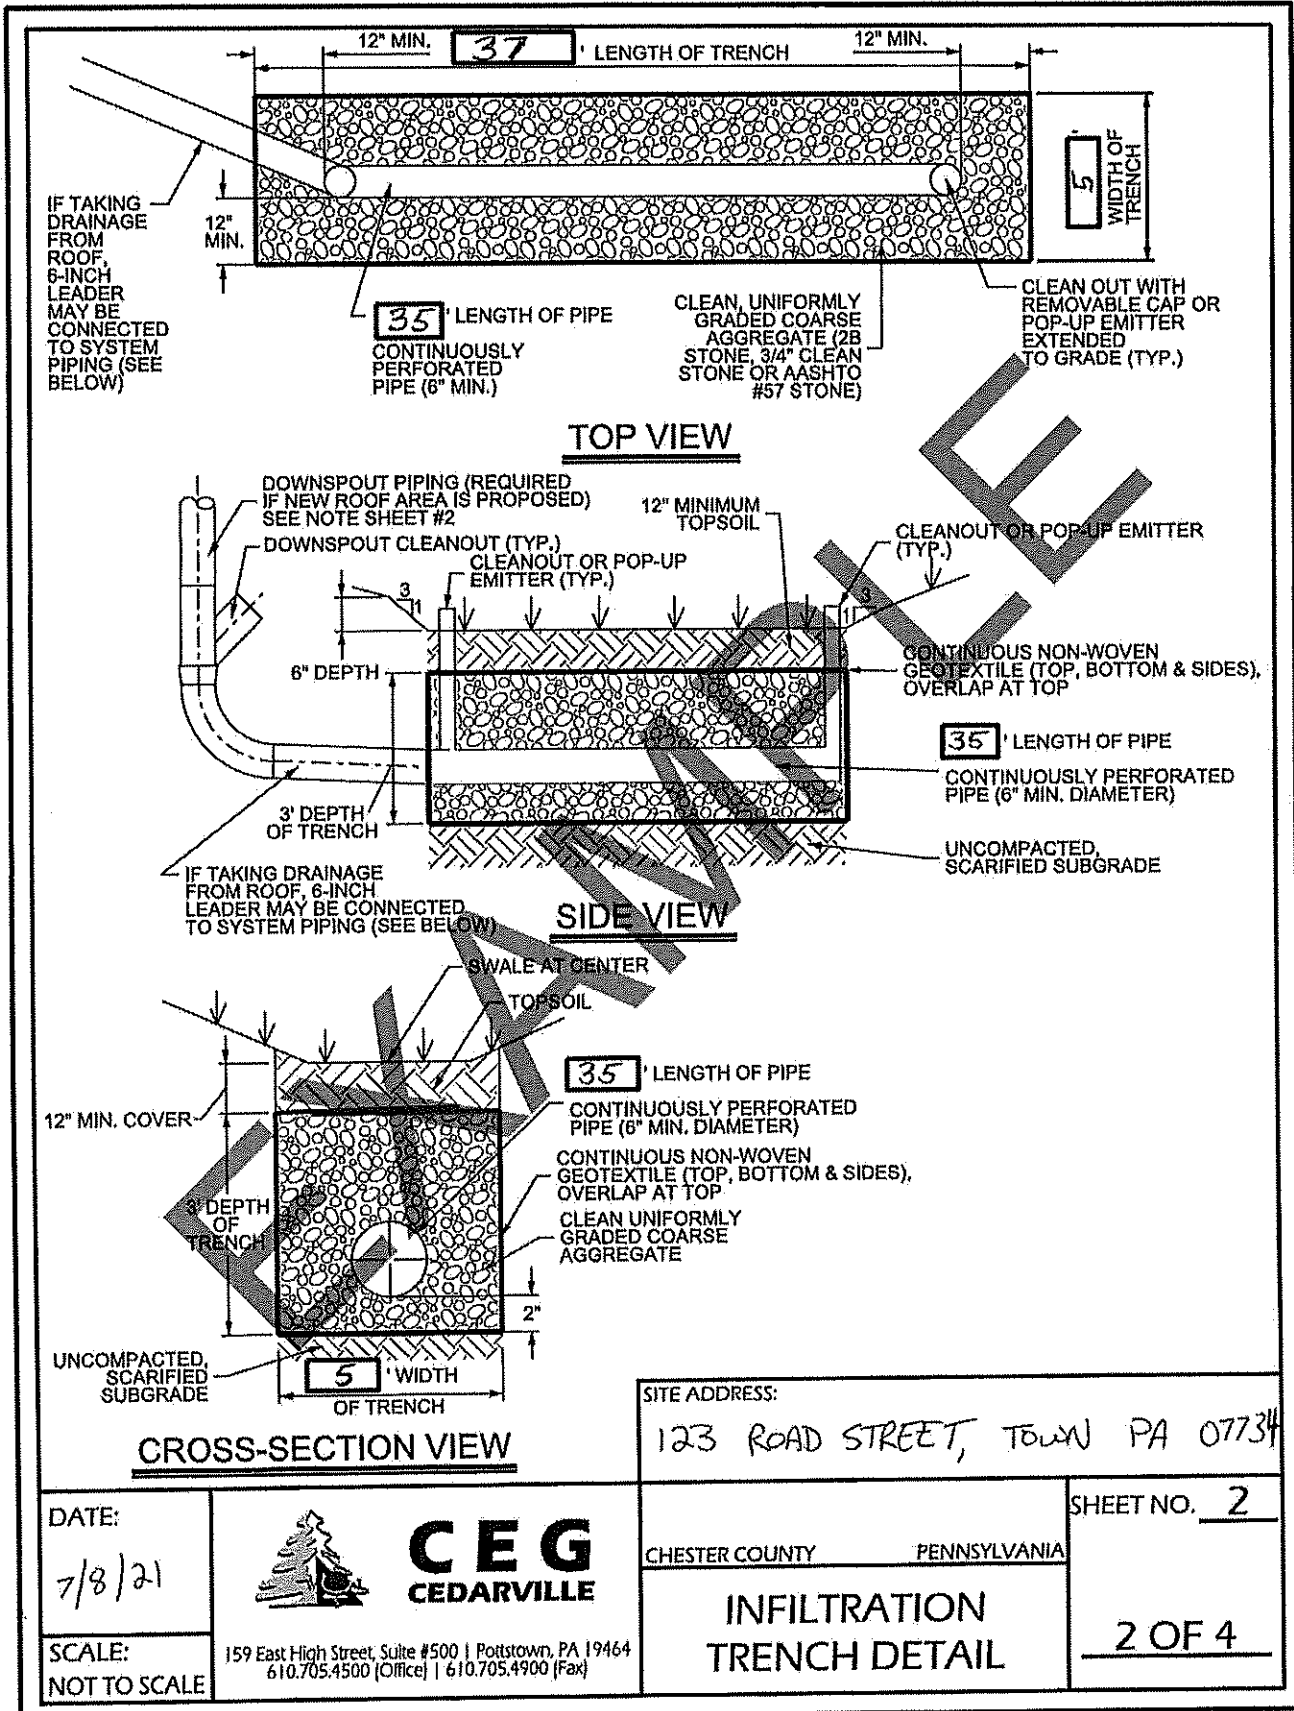 12" MIN.
37 ' LENGTH OF TRENCH
12" MIN.
5 '
WIDTH OF
TRENCH
IF TAKING
DRAINAGE
FROM
ROOF,
6-INCH
LEADER
MAY BE
CONNECTED
TO SYSTEM
PIPING (SEE
BELOW)
12"
MIN.
35 ' LENGTH OF PIPE
CONTINUOUSLY
PERFORATED
PIPE (6" MIN.)
CLEAN, UNIFORMLY
GRADED COARSE
AGGREGATE (2B
STONE, 3/4" CLEAN
STONE OR AASHTO
#57 STONE)
CLEAN OUT WITH
REMOVABLE CAP OR
POP-UP EMITTER
EXTENDED
TO GRADE (TYP.)
TOP VIEW
DOWNSPOUT PIPING (REQUIRED
IF NEW ROOF AREA IS PROPOSED)
SEE NOTE SHEET #2
DOWNSPOUT CLEANOUT (TYP.)
CLEANOUT OR POP-UP
EMITTER (TYP.)
12" MINIMUM
TOPSOIL
CLEANOUT OR POP-UP EMITTER
(TYP.)
3
1
3
1
6" DEPTH
CONTINUOUS NON-WOVEN
GEOTEXTILE (TOP, BOTTOM & SIDES),
OVERLAP AT TOP
35 ' LENGTH OF PIPE
CONTINUOUSLY PERFORATED
PIPE (6" MIN. DIAMETER)
3' DEPTH
OF TRENCH
UNCOMPACTED,
SCARIFIED SUBGRADE
IF TAKING DRAINAGE
FROM ROOF, 6-INCH
LEADER MAY BE CONNECTED
TO SYSTEM PIPING (SEE BELOW)
SIDE VIEW
SWALE AT CENTER
TOPSOIL
35 ' LENGTH OF PIPE
CONTINUOUSLY PERFORATED
PIPE (6" MIN. DIAMETER)
12" MIN. COVER
CONTINUOUS NON-WOVEN
GEOTEXTILE (TOP, BOTTOM & SIDES),
OVERLAP AT TOP
3' DEPTH
OF
TRENCH
CLEAN UNIFORMLY
GRADED COARSE
AGGREGATE
2"
UNCOMPACTED,
SCARIFIED
SUBGRADE
5 ' WIDTH
OF TRENCH
CROSS-SECTION VIEW
EXAMPLE
SITE ADDRESS:
123 ROAD STREET, TOWN PA 07734
DATE:
7/8/21
SCALE:
NOT TO SCALE
CEG
CEDARVILLE
159 East High Street, Suite #500 | Pottstown, PA 19464
610.705.4500 (Office) | 610.705.4900 (Fax)
CHESTER COUNTY PENNSYLVANIA
INFILTRATION
TRENCH DETAIL
SHEET NO. 2
2 OF 4